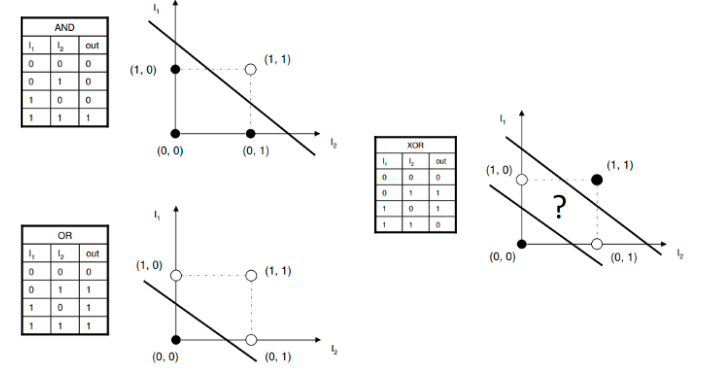 AND
I₁ I₂ out
0 0 0
0 1 0
1 0 0
1 1 1
I₁
(1, 0)
(1, 1)
(0, 0)
(0, 1)
I₂
XOR
I₁ I₂ out
0 0 0
0 1 1
1 0 1
1 1 0
I₁
(1, 0)
(1, 1)
?
(0, 0)
(0, 1)
I₂
OR
I₁ I₂ out
0 0 0
0 1 1
1 0 1
1 1 1
I₁
(1, 0)
(1, 1)
(0, 0)
(0, 1)
I₂